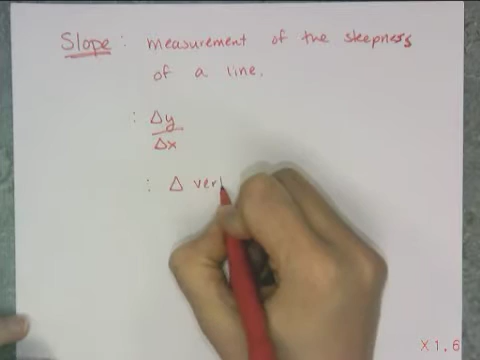 Slope : measurement of the steepness
of a line.
: Δy
Δx
: Δ ver
X1.6